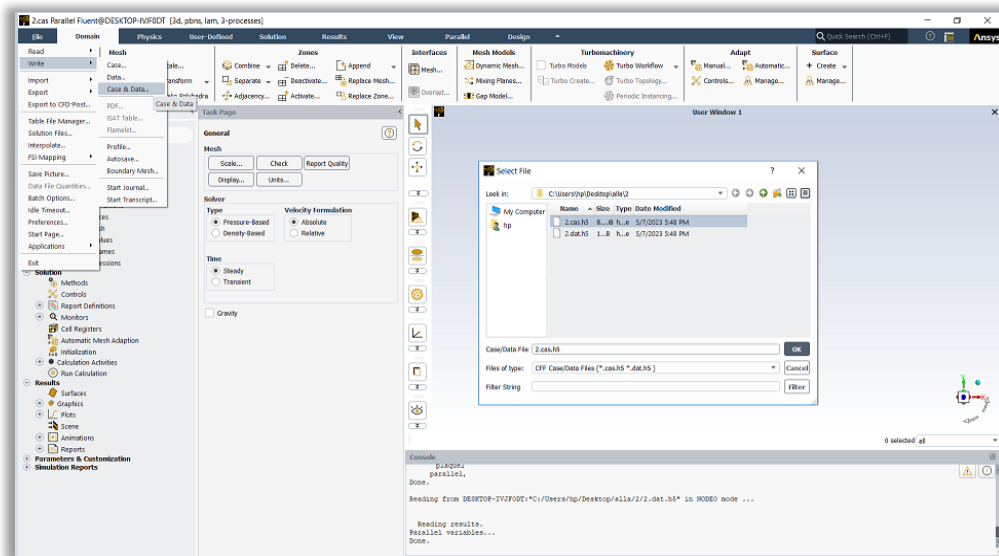 2.cas Parallel Fluent@DESKTOP-IVJF0DT [3d, pbns, lam, 3-processes]
File Domain Physics User-Defined Solution Results View Parallel Design Quick Search (Ctrl+F) Ansys
Read
Write
Import
Export
Export to CFD-Post...
Table File Manager...
Solution Files...
Interpolate...
FSI Mapping
Save Picture...
Data File Quantities...
Batch Options...
Idle Timeout...
Preferences...
Start Page...
Applications
Exit
Case...
Data...
Case & Data...
Case & Data
PDF...
ISAT Table...
Flamelet...
Profile...
Autosave...
Boundary Mesh...
Start Journal...
Start Transcript...
Mesh
Zones
Combine Delete... Append
Separate Deactivate... Replace Mesh...
Adjacency... Activate... Replace Zone...
Interfaces
Mesh...
Overset...
Mesh Models
Dynamic Mesh...
Mixing Planes...
Gap Model...
Turbomachinery
Turbo Models Turbo Workflow
Turbo Create... Turbo Topology...
Periodic Instancing...
Adapt
Manual... Automatic...
Controls... Manage...
Surface
+ Create
Manage...
Solution
Methods
Controls
Report Definitions
Monitors
Cell Registers
Automatic Mesh Adaption
Initialization
Calculation Activities
Run Calculation
Results
Surfaces
Graphics
Plots
Scene
Animations
Reports
Parameters & Customization
Simulation Reports
Task Page
General
Mesh
Scale... Check Report Quality
Display... Units...
Solver
Type Velocity Formulation
Pressure-Based Absolute
Density-Based Relative
Time
Steady
Transient
Gravity
User Window 1
Select File
Look in: C:\Users\hp\Desktop\alla\2
My Computer
hp
Name Size Type Date Modified
2.cas.h5 8....B h...e 5/7/2023 5:48 PM
2.dat.h5 1...B h...e 5/7/2023 5:48 PM
Case/Data File 2.cas.h5 OK
Files of type: CFF Case/Data Files (*.cas.h5 *.dat.h5 ) Cancel
Filter String Filter
0 selected all
Console
plaque2
parallel,
Done.
Reading from DESKTOP-IVJF0DT:"C:/Users/hp/Desktop/alla/2/2.dat.h5" in NODE0 mode ...
Reading results.
Parallel variables...
Done.